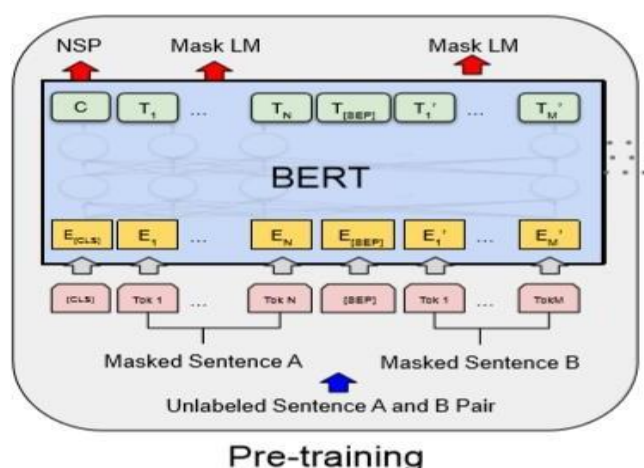 NSP Mask LM Mask LM
C T1 ... TN T[SEP] T1' ... TM'
BERT
E[CLS] E1 ... EN E[SEP] E1' ... EM'
[CLS] Tok 1 ... Tok N [SEP] Tok 1 ... TokM
Masked Sentence A Masked Sentence B
Unlabeled Sentence A and B Pair
Pre-training